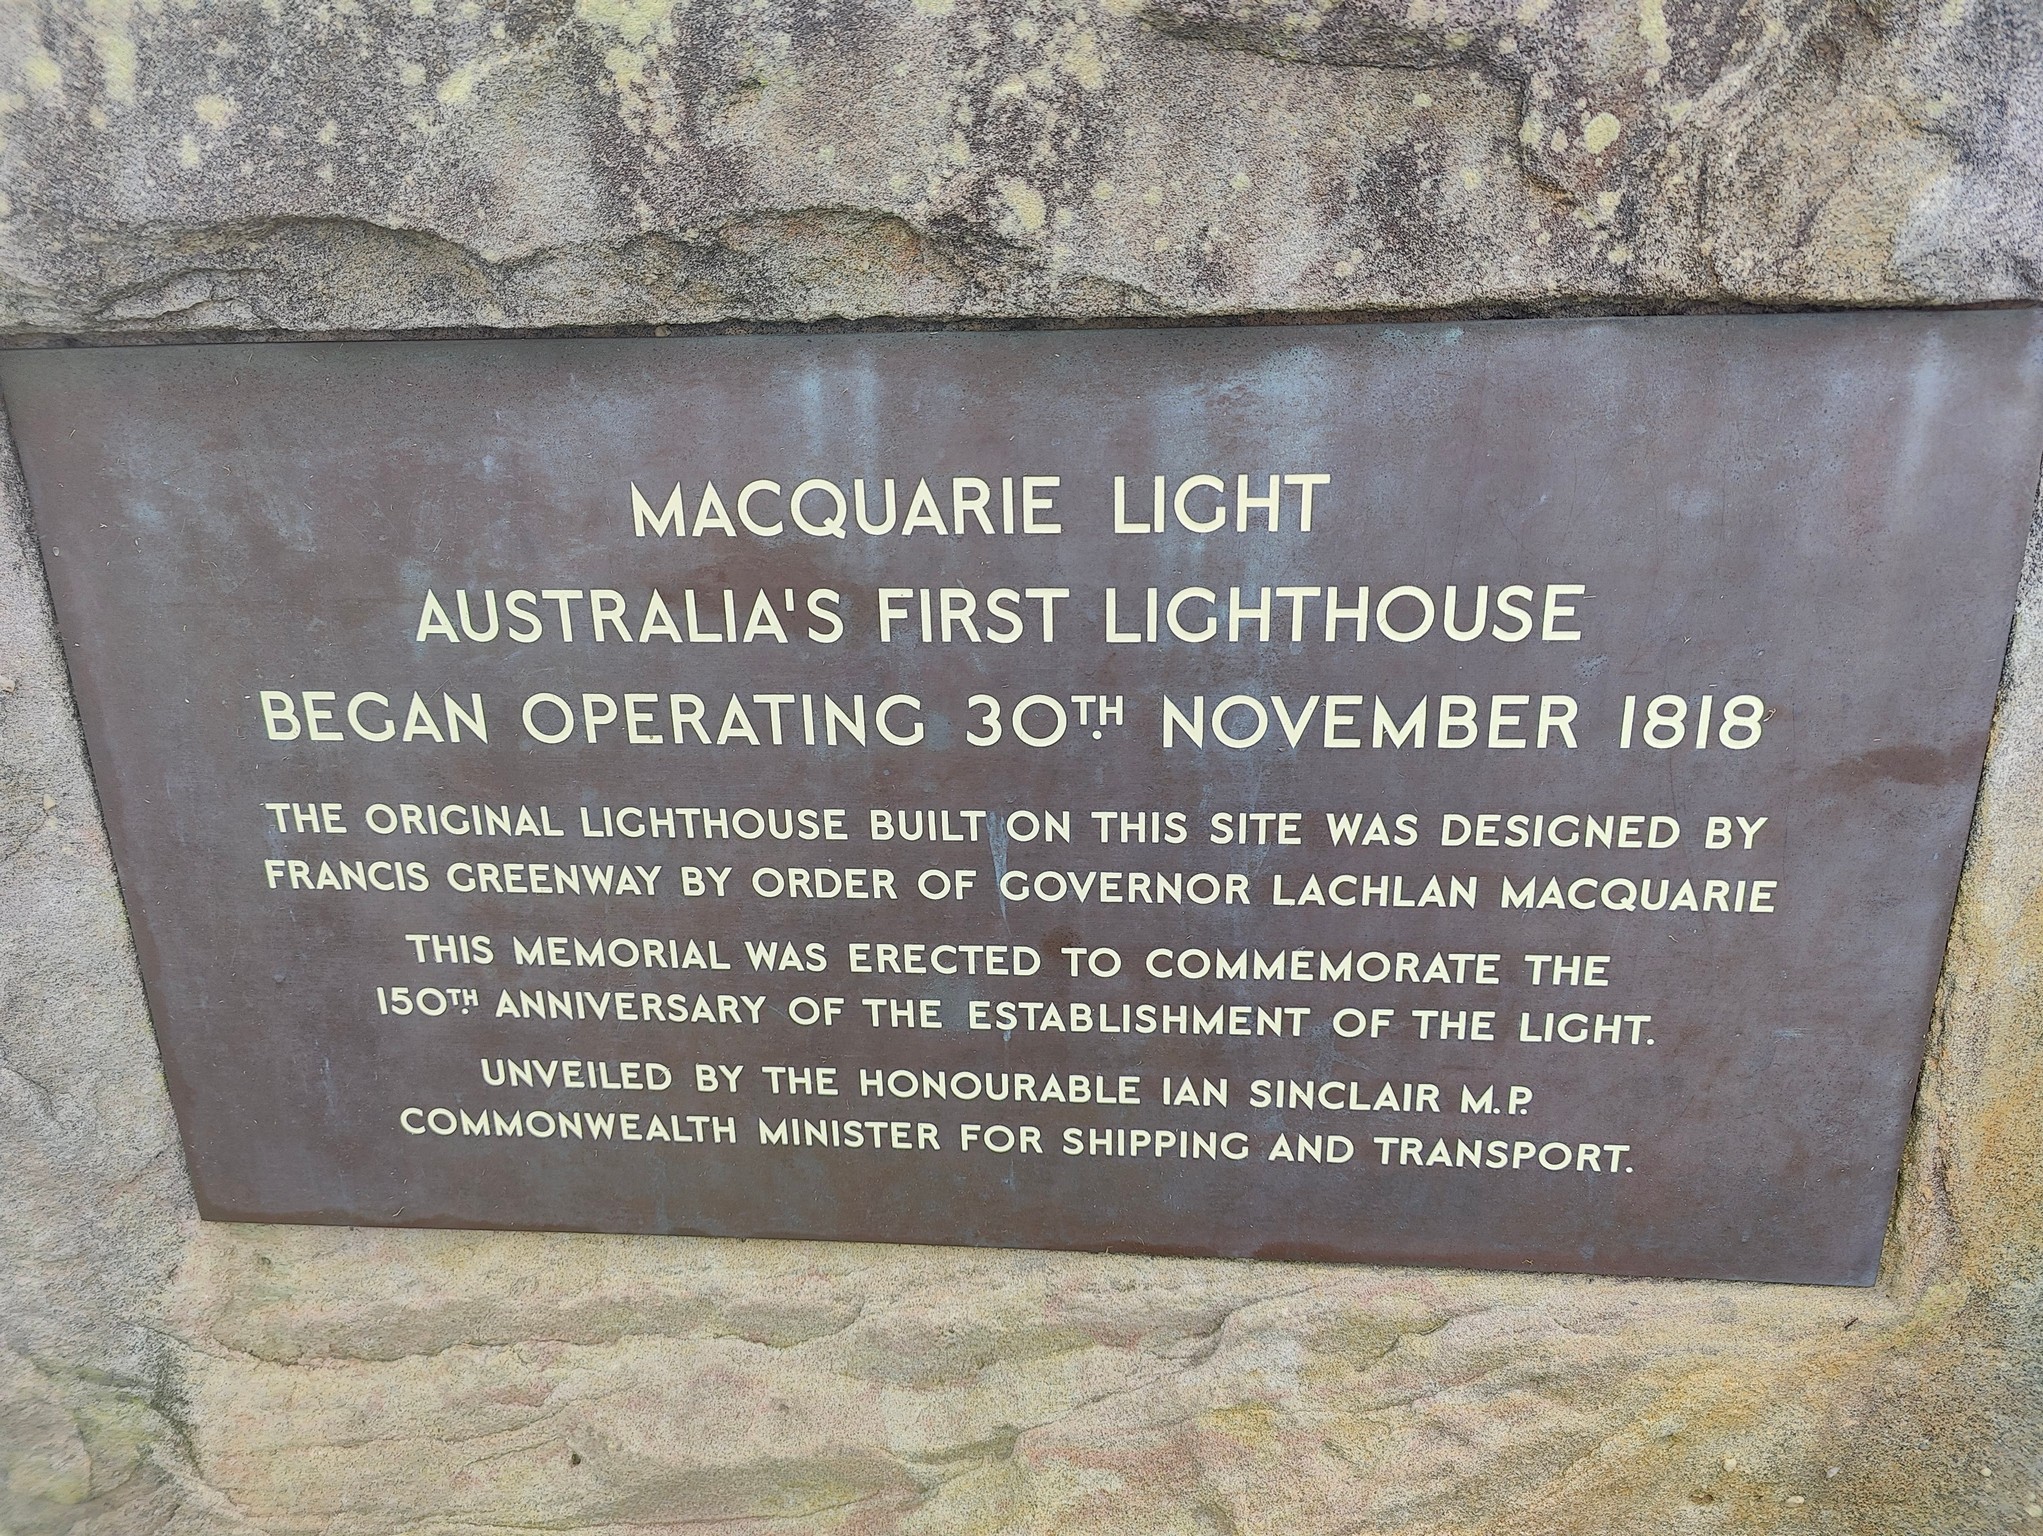 MACQUARIE LIGHT
AUSTRALIA'S FIRST LIGHTHOUSE
BEGAN OPERATING 30TH. NOVEMBER 1818
THE ORIGINAL LIGHTHOUSE BUILT ON THIS SITE WAS DESIGNED BY
FRANCIS GREENWAY BY ORDER OF GOVERNOR LACHLAN MACQUARIE
THIS MEMORIAL WAS ERECTED TO COMMEMORATE THE
150TH. ANNIVERSARY OF THE ESTABLISHMENT OF THE LIGHT.
UNVEILED BY THE HONOURABLE IAN SINCLAIR M.P.
COMMONWEALTH MINISTER FOR SHIPPING AND TRANSPORT.